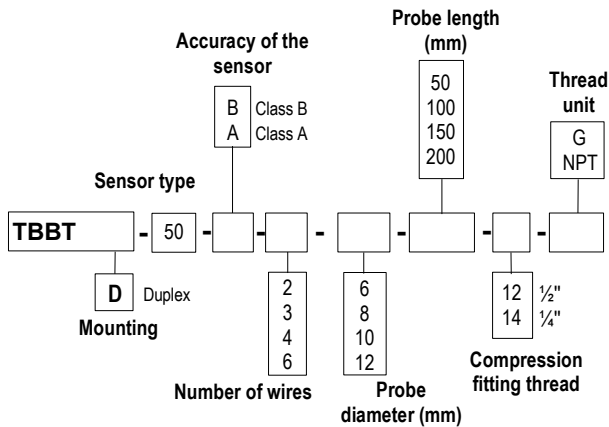 Probe length
(mm)
Accuracy of the
sensor
50
100
150
200
Thread
unit
B Class B
A Class A
G
NPT
Sensor type
TBBT - 50 - - - - - -
D Duplex
Mounting
2
3
4
6
6
8
10
12
12 ½"
14 ¼"
Number of wires
Probe
diameter (mm)
Compression
fitting thread